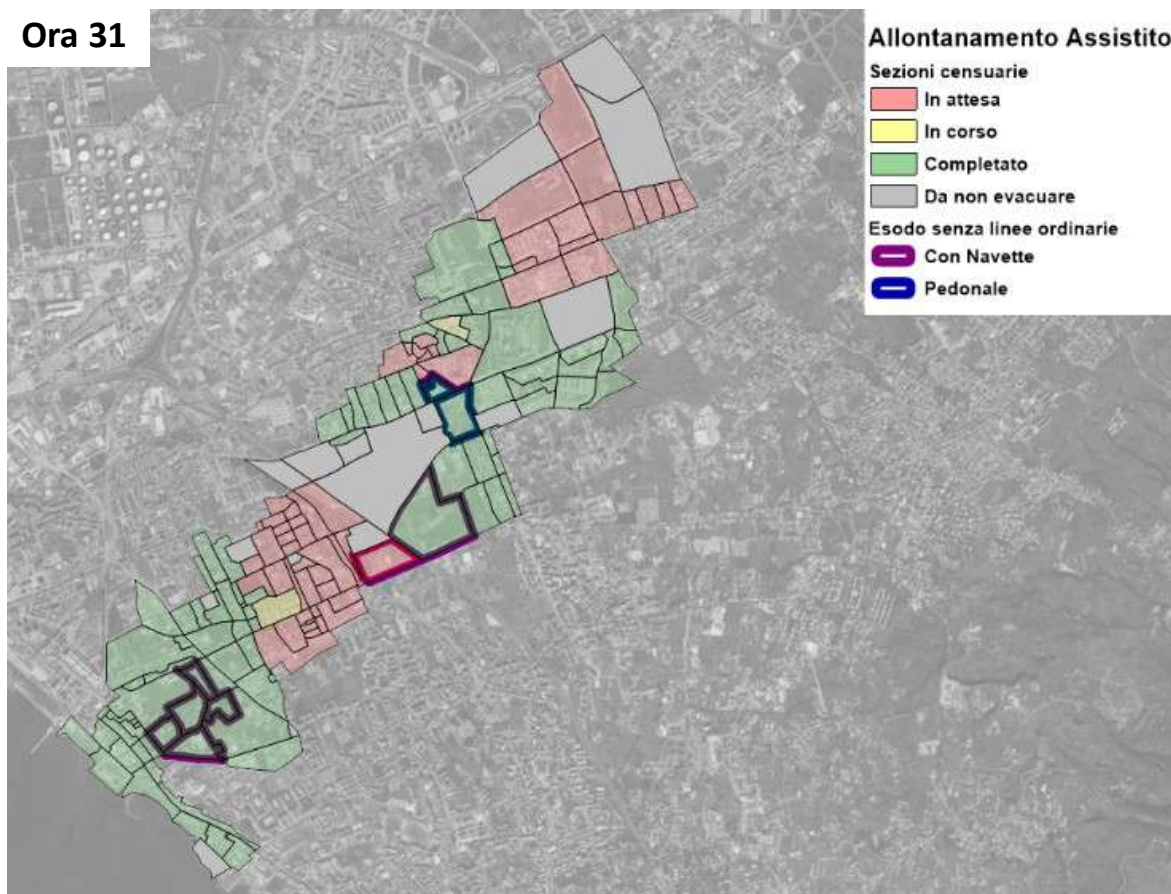 Ora 31
Allontanamento Assistito
Sezioni censuarie
In attesa
In corso
Completato
Da non evacuare
Esodo senza linee ordinarie
Con Navette
Pedonale